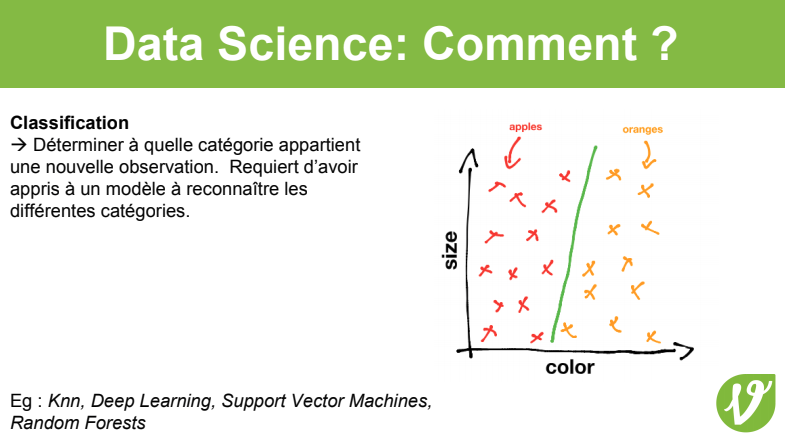 Data Science: Comment ?
Classification
→ Déterminer à quelle catégorie appartient
une nouvelle observation.  Requiert d’avoir
appris à un modèle à reconnaître les
différentes catégories.
apples
oranges
size
color
Eg : Knn, Deep Learning, Support Vector Machines,
Random Forests